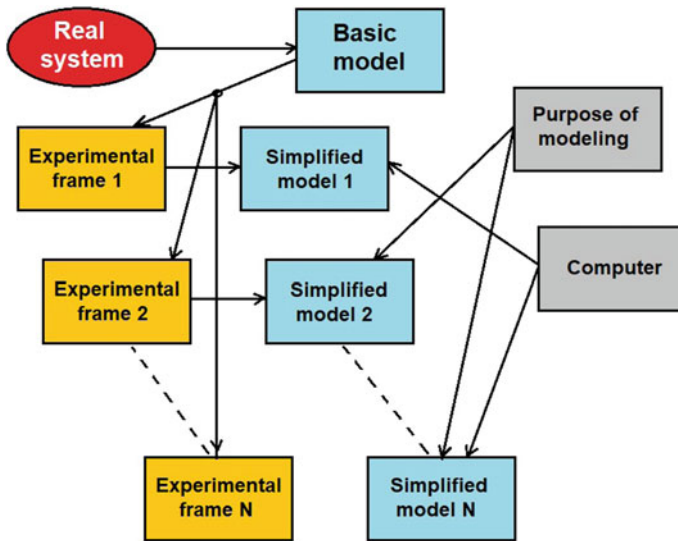 Real
system
Basic
model
Purpose of
modeling
Experimental
frame 1
Simplified
model 1
Computer
Experimental
frame 2
Simplified
model 2
Experimental
frame N
Simplified
model N